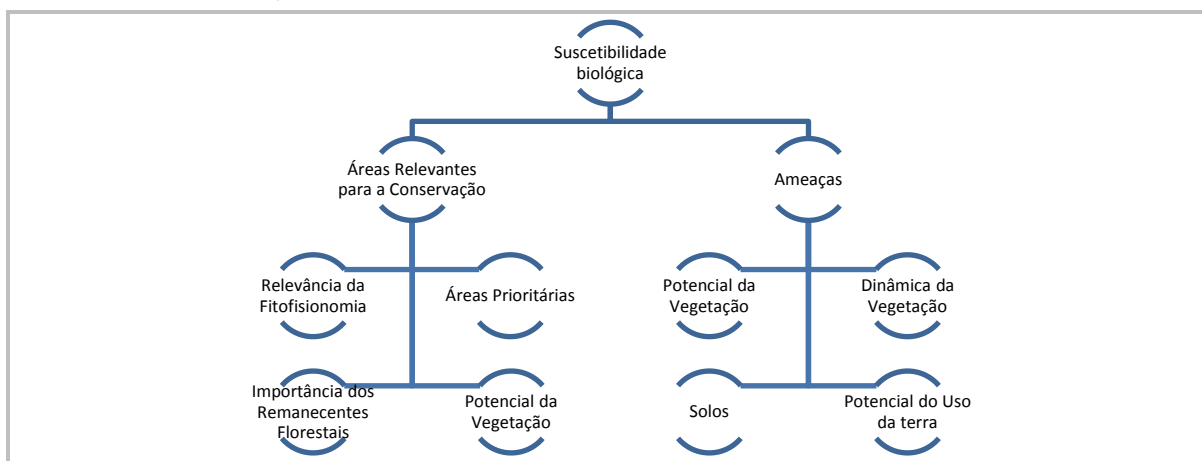 Suscetibilidade
biológica
Áreas Relevantes
para a Conservação
Ameaças
Relevância da
Fitofisionomia
Áreas Prioritárias
Potencial da
Vegetação
Dinâmica da
Vegetação
Importância dos
Remanecentes
Florestais
Potencial da
Vegetação
Solos
Potencial do Uso
da terra